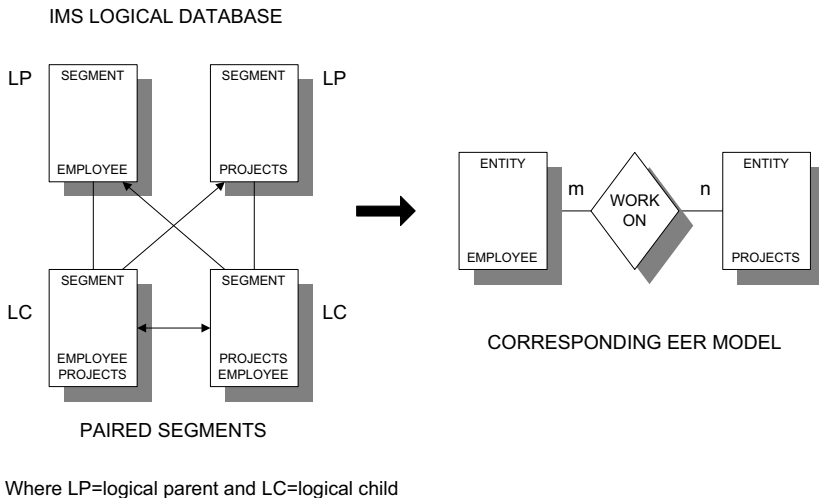 IMS LOGICAL DATABASE
LP
SEGMENT
EMPLOYEE
SEGMENT
PROJECTS
LP
LC
SEGMENT
EMPLOYEE
PROJECTS
SEGMENT
PROJECTS
EMPLOYEE
LC
PAIRED SEGMENTS
ENTITY
EMPLOYEE
m
WORK
ON
n
ENTITY
PROJECTS
CORRESPONDING EER MODEL
Where LP=logical parent and LC=logical child